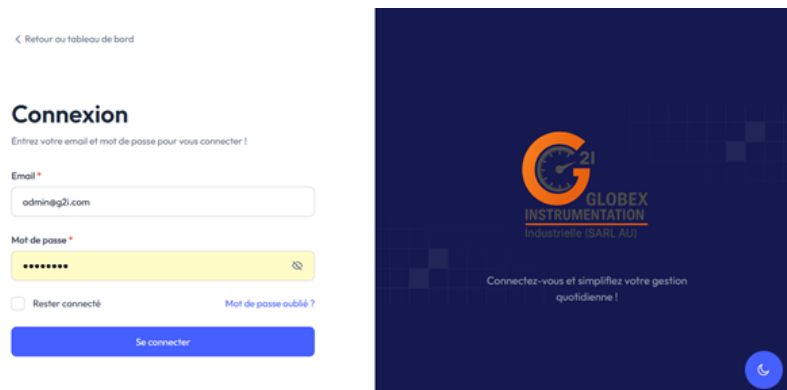 Retour au tableau de bord
Connexion
Entrez votre email et mot de passe pour vous connecter !
Email *
admin@g2i.com
Mot de passe *
••••••••
Rester connecté
Mot de passe oublié ?
Se connecter
2I
GLOBEX
INSTRUMENTATION
Industrielle (SARL AU)
Connectez-vous et simplifiez votre gestion
quotidienne !